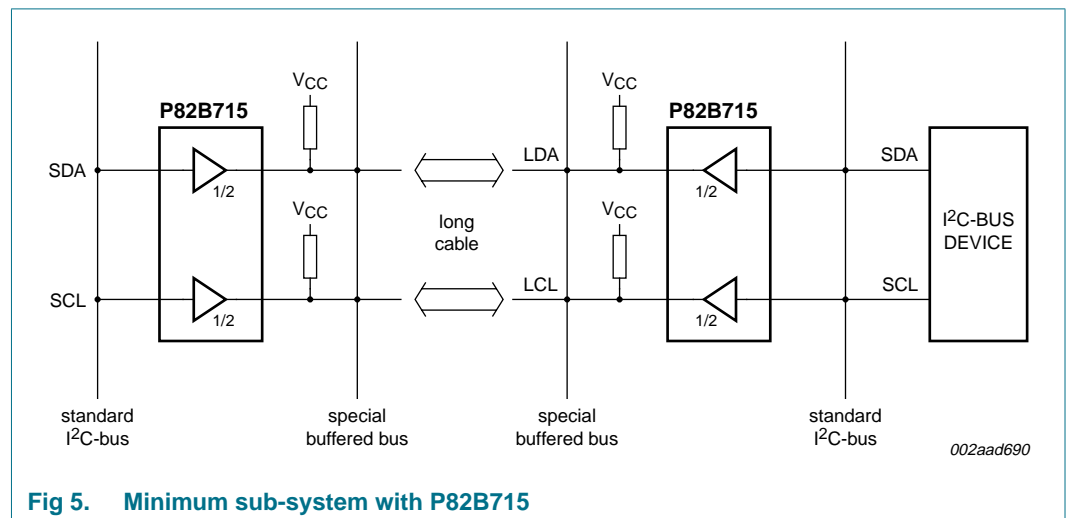 VCC
VCC
P82B715
P82B715
SDA
1/2
LDA
1/2
SDA
VCC
long
cable
VCC
I2C-BUS
DEVICE
SCL
1/2
LCL
1/2
SCL
standard
I2C-bus
special
buffered bus
special
buffered bus
standard
I2C-bus
002aad690
Fig 5. Minimum sub-system with P82B715